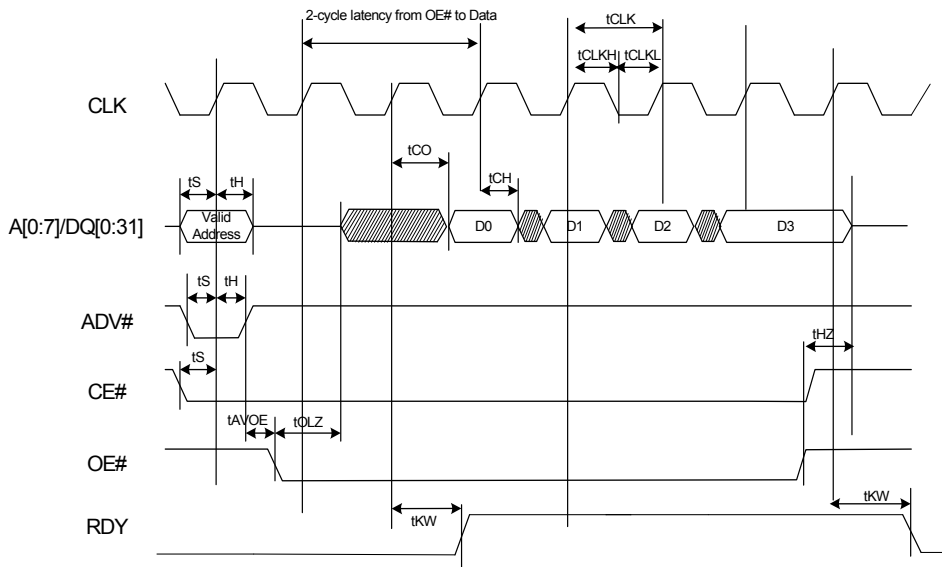 2-cycle latency from OE# to Data
tCLK
tCLKH
tCLKL
CLK
tCO
tCH
tS
tH
A[0:7]/DQ[0:31]
Valid
Address
D0
D1
D2
D3
tS
tH
ADV#
tS
tHZ
CE#
tAVOE
tOLZ
OE#
tKW
tKW
RDY